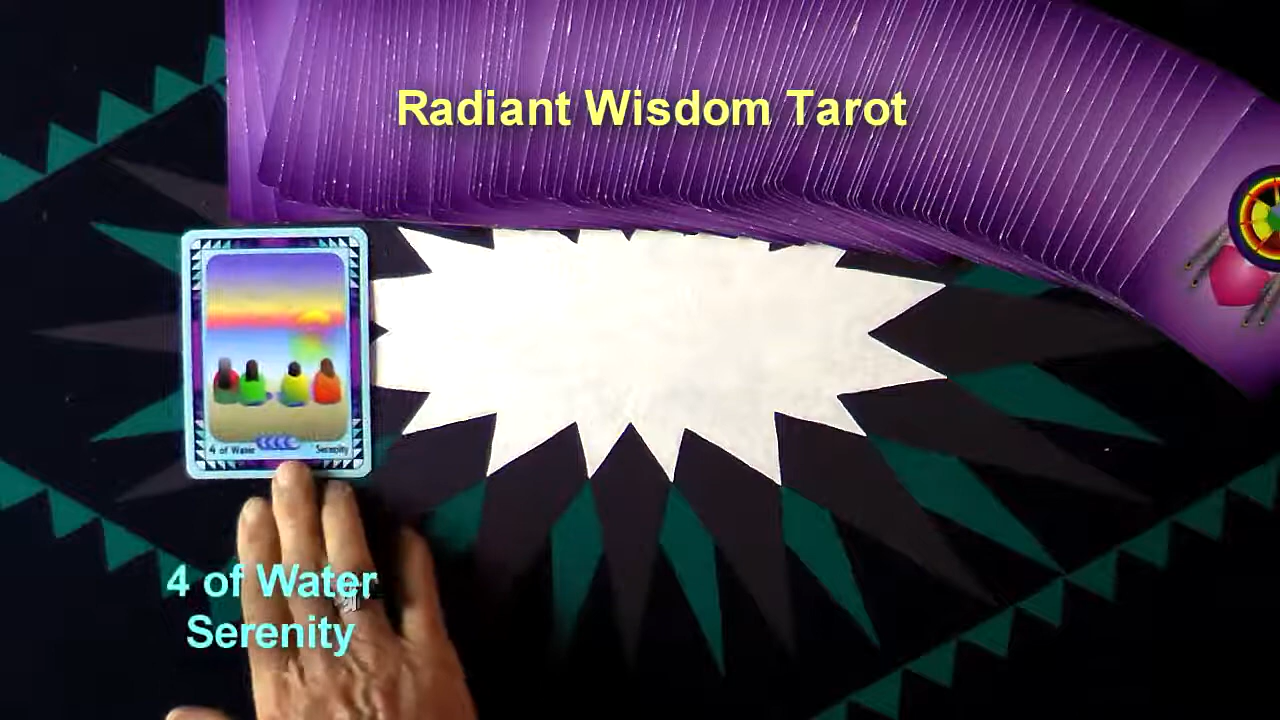 Radiant Wisdom Tarot
4 of Water Serenity
4 of Water
Serenity